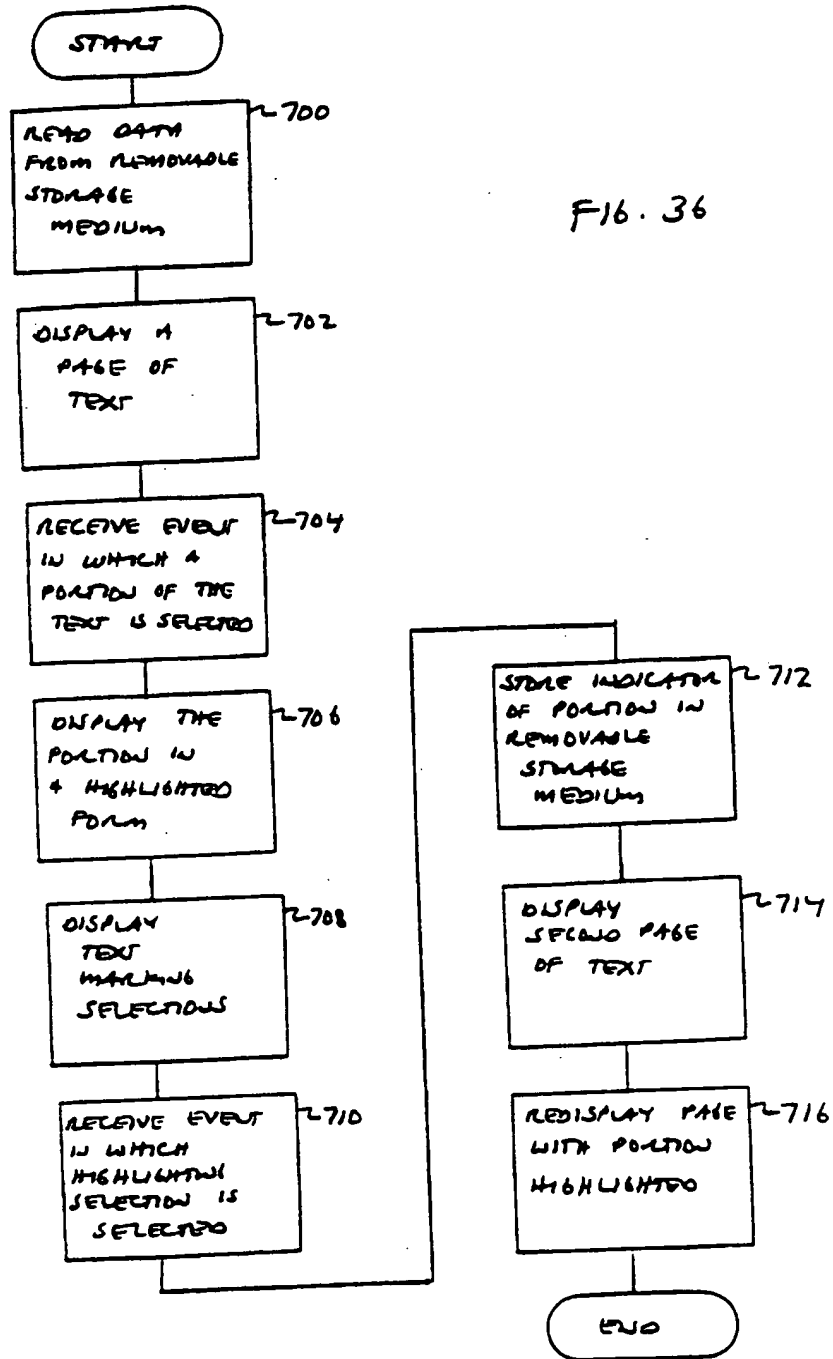 START
READ DATA
FROM REMOVABLE
STORAGE
MEDIUM
700
FIG. 36
DISPLAY A
PAGE OF
TEXT
702
RECEIVE EVENT
IN WHICH A
PORTION OF THE
TEXT IS SELECTED
704
DISPLAY THE
PORTION IN
A HIGHLIGHTED
FORM
706
DISPLAY
TEXT
MARKING
SELECTIONS
708
RECEIVE EVENT
IN WHICH
HIGHLIGHTING
SELECTION IS
SELECTED
710
STORE INDICATOR
OF PORTION IN
REMOVABLE
STORAGE
MEDIUM
712
DISPLAY
SECOND PAGE
OF TEXT
714
REDISPLAY PAGE
WITH PORTION
HIGHLIGHTED
716
END